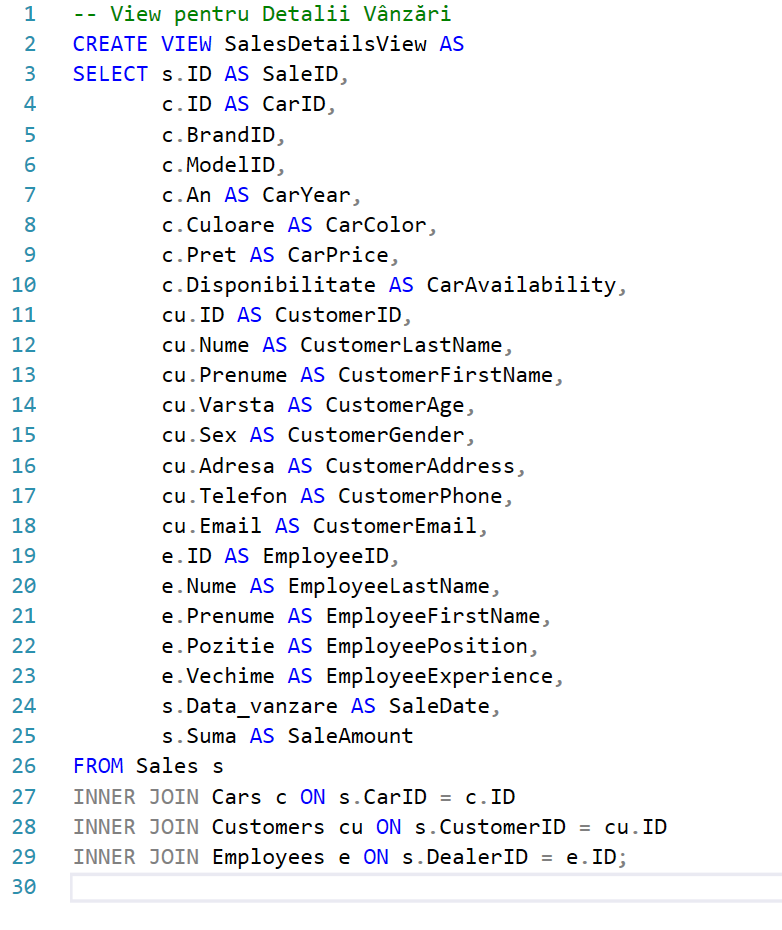 1 -- View pentru Detalii Vânzări
2 CREATE VIEW SalesDetailsView AS
3 SELECT s.ID AS SaleID,
4 c.ID AS CarID,
5 c.BrandID,
6 c.ModelID,
7 c.An AS CarYear,
8 c.Culoare AS CarColor,
9 c.Pret AS CarPrice,
10 c.Disponibilitate AS CarAvailability,
11 cu.ID AS CustomerID,
12 cu.Nume AS CustomerLastName,
13 cu.Prenume AS CustomerFirstName,
14 cu.Varsta AS CustomerAge,
15 cu.Sex AS CustomerGender,
16 cu.Adresa AS CustomerAddress,
17 cu.Telefon AS CustomerPhone,
18 cu.Email AS CustomerEmail,
19 e.ID AS EmployeeID,
20 e.Nume AS EmployeeLastName,
21 e.Prenume AS EmployeeFirstName,
22 e.Pozitie AS EmployeePosition,
23 e.Vechime AS EmployeeExperience,
24 s.Data_vanzare AS SaleDate,
25 s.Suma AS SaleAmount
26 FROM Sales s
27 INNER JOIN Cars c ON s.CarID = c.ID
28 INNER JOIN Customers cu ON s.CustomerID = cu.ID
29 INNER JOIN Employees e ON s.DealerID = e.ID;
30